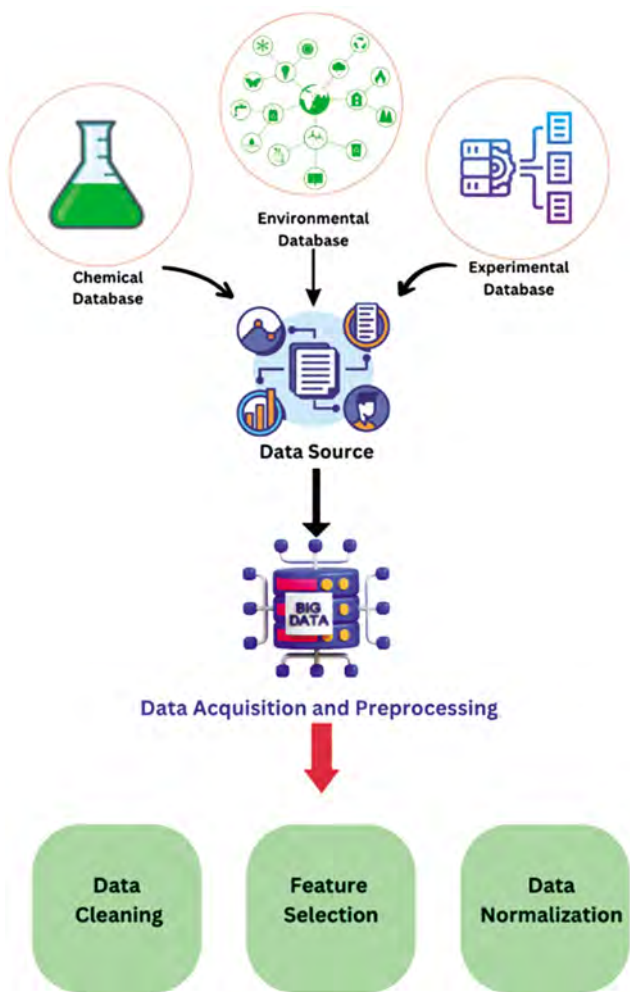 Environmental
Database
Chemical
Database
Experimental
Database
Data Source
BIG
DATA
Data Acquisition and Preprocessing
Data
Cleaning
Feature
Selection
Data
Normalization